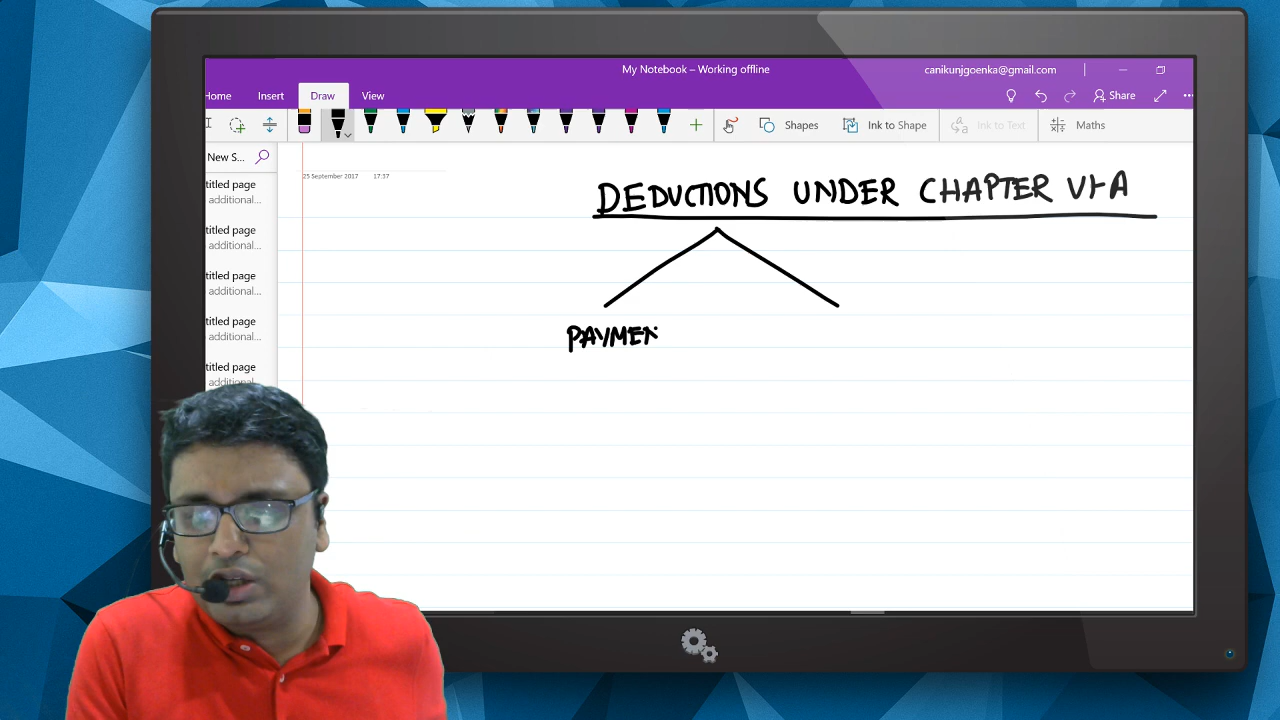 My Notebook – Working offline
canikunjgoenka@gmail.com
Home Insert Draw View
Share
Shapes
Ink to Shape
Ink to Text
Maths
New S...
25 September 2017 17:37
titled page
additional...
titled page
additional...
titled page
additional...
titled page
additional...
titled page
additional
DEDUCTIONS UNDER CHAPTER VI-A
PAYMEN